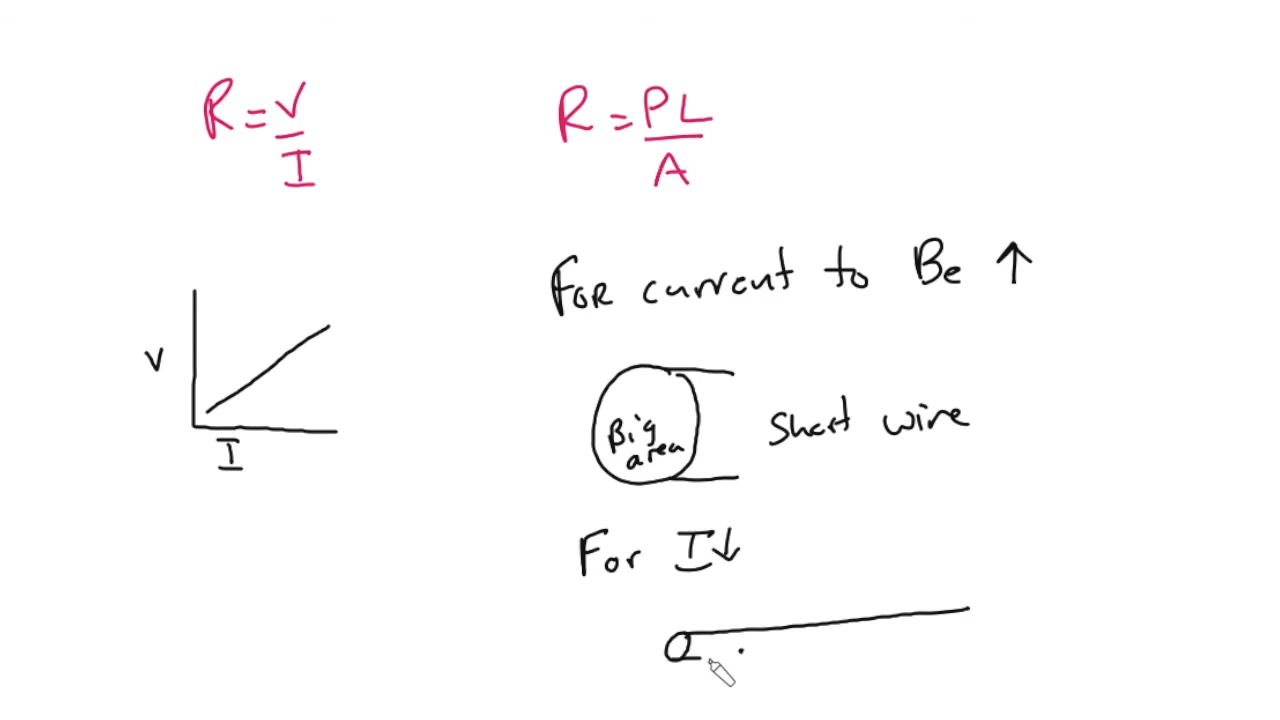 R = V/I
R = PL/A
For current to Be ↑
V
I
Big
area
Short wire
For I↓